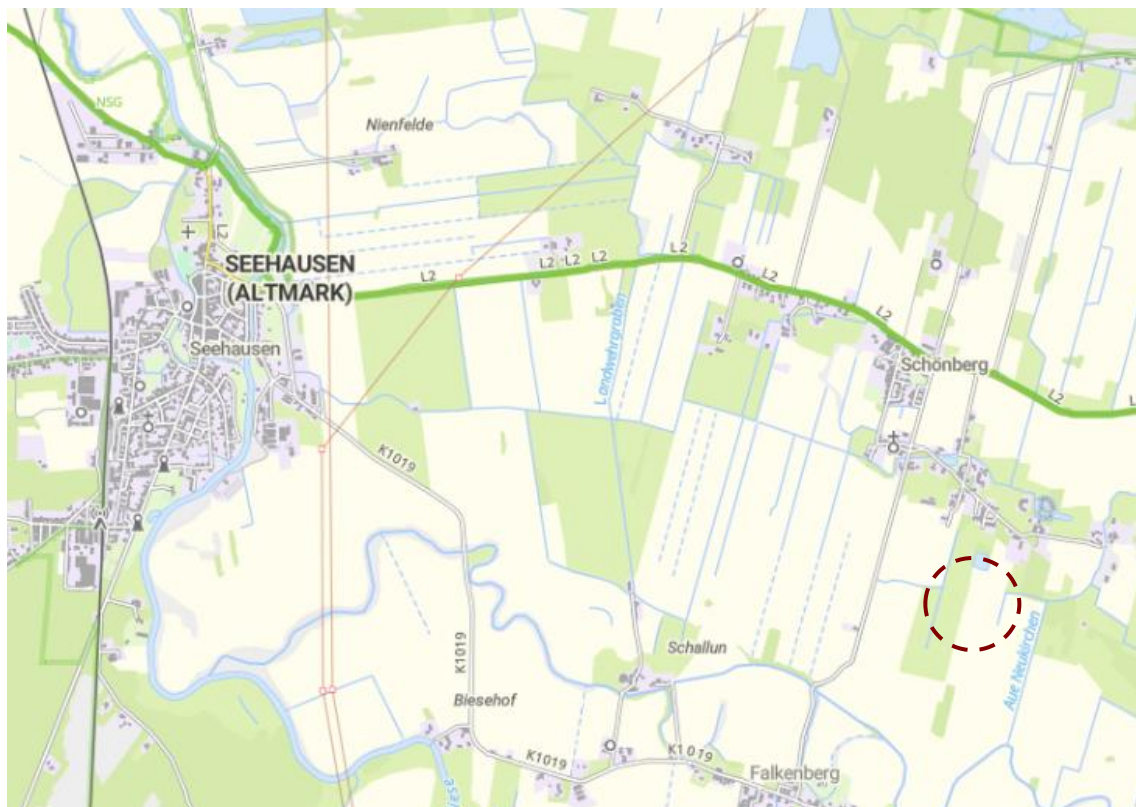 NSG
Nienfelde
L2
SEEHAUSEN
(ALTMARK)
L2
L2
L2
L2
L2
L2
L2
Landwehrgraben
Seehausen
Schönberg
L2
L
K1019
K1019
Schallun
Aue Neukirchen
Biesehof
K1019
K1019
Falkenberg